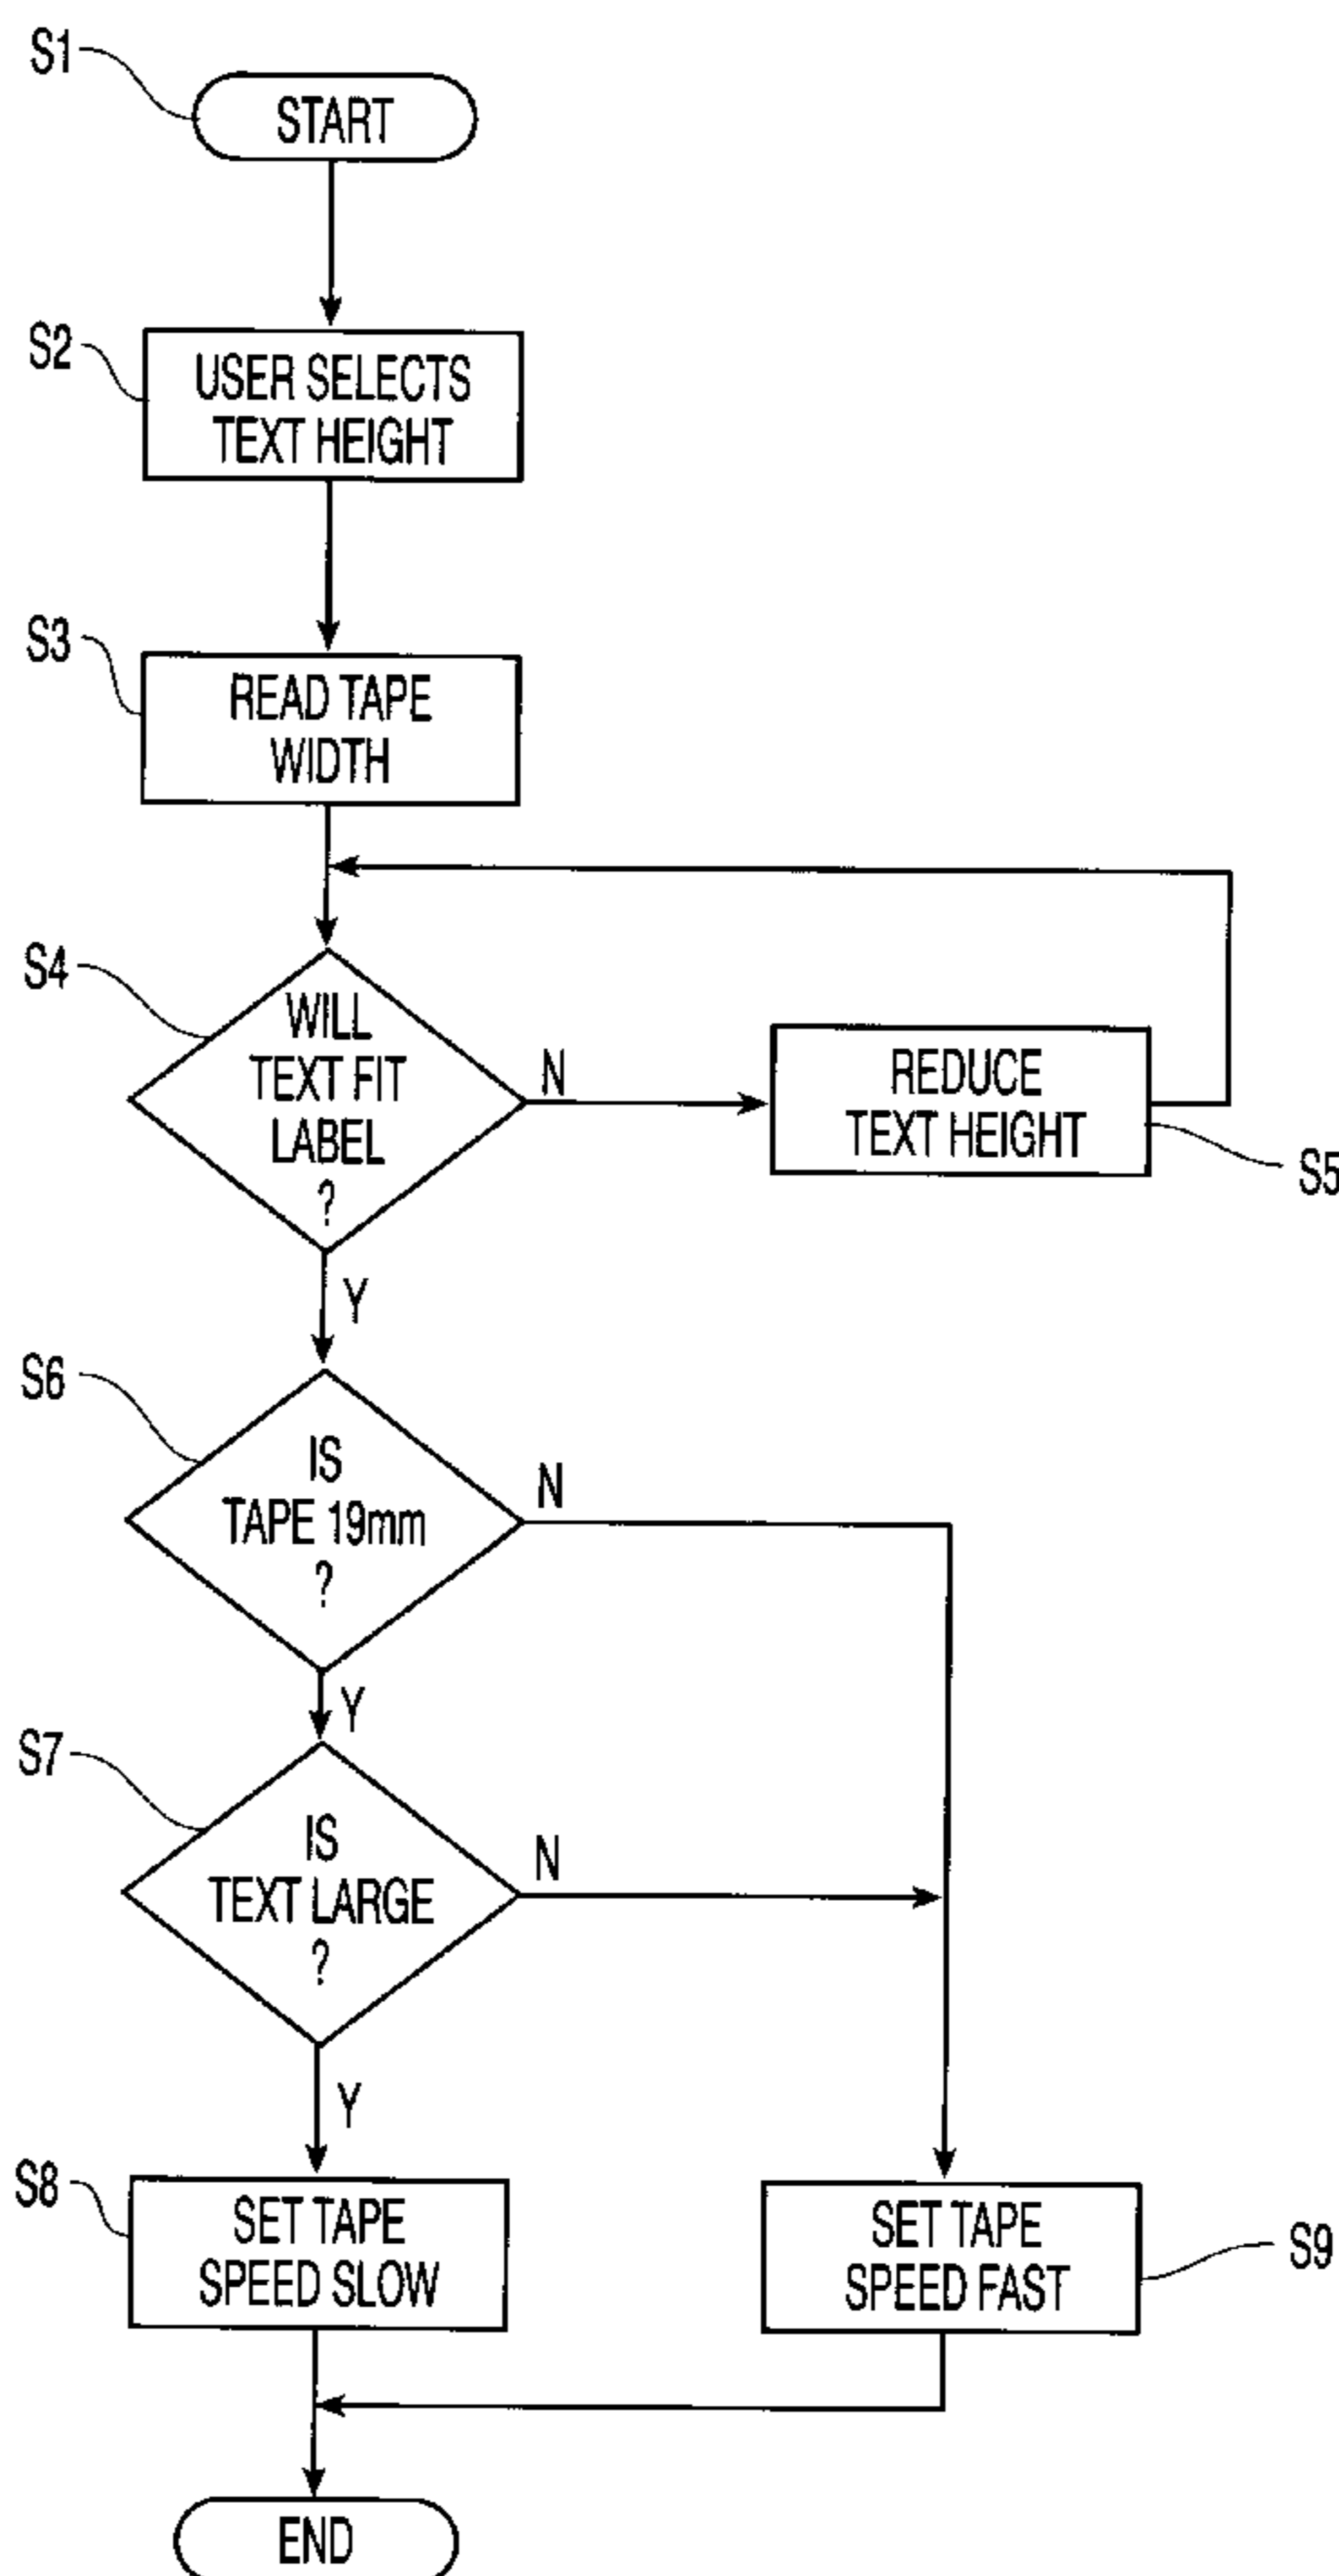 S1
START
S2
USER SELECTS
TEXT HEIGHT
S3
READ TAPE
WIDTH
S4
WILL
TEXT FIT
LABEL
?
N
REDUCE
TEXT HEIGHT
S5
Y
S6
IS
TAPE 19mm
?
N
Y
S7
IS
TEXT LARGE
?
N
Y
S8
SET TAPE
SPEED SLOW
SET TAPE
SPEED FAST
S9
END